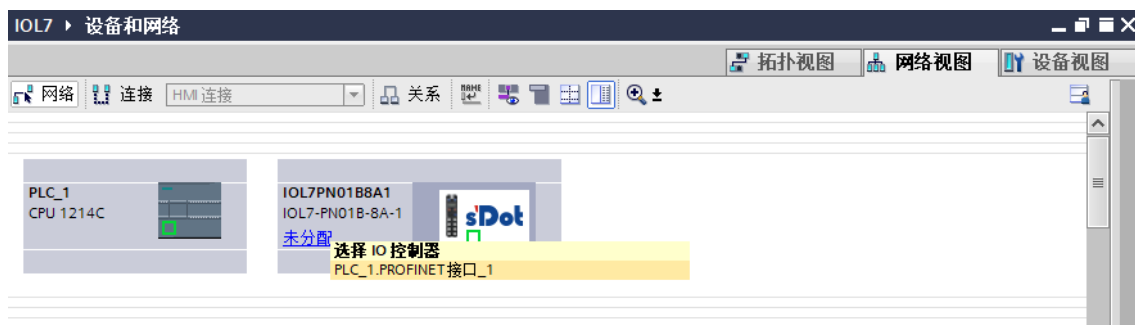 IOL7 ▸ 设备和网络
拓扑视图 网络视图 设备视图
网络 连接 HMI 连接 关系
PLC_1
CPU 1214C
IOL7PN01B8A1
IOL7-PN01B-8A-1
未分配
s'Dot
选择 IO 控制器
PLC_1.PROFINET接口_1